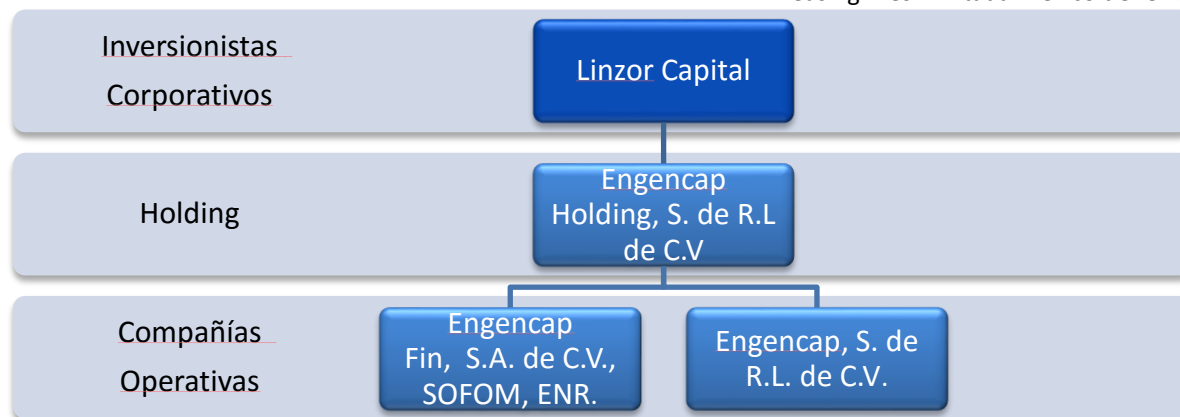 Inversionistas
Corporativos
Linzor Capital
Holding
Engencap
Holding, S. de R.L
de C.V
Compañías
Operativas
Engencap
Fin, S.A. de C.V.,
SOFOM, ENR.
Engencap, S. de
R.L. de C.V.